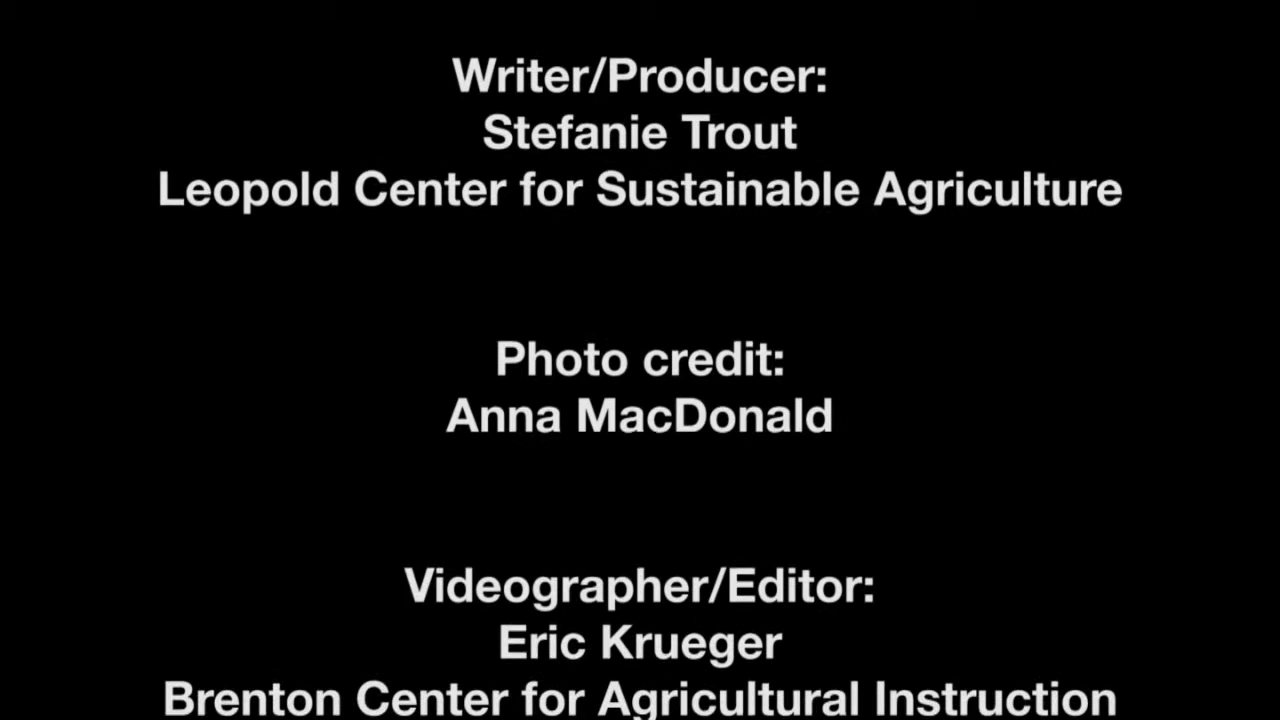 Writer/Producer:
Stefanie Trout
Leopold Center for Sustainable Agriculture
Photo credit:
Anna MacDonald
Videographer/Editor:
Eric Krueger
Brenton Center for Agricultural Instruction